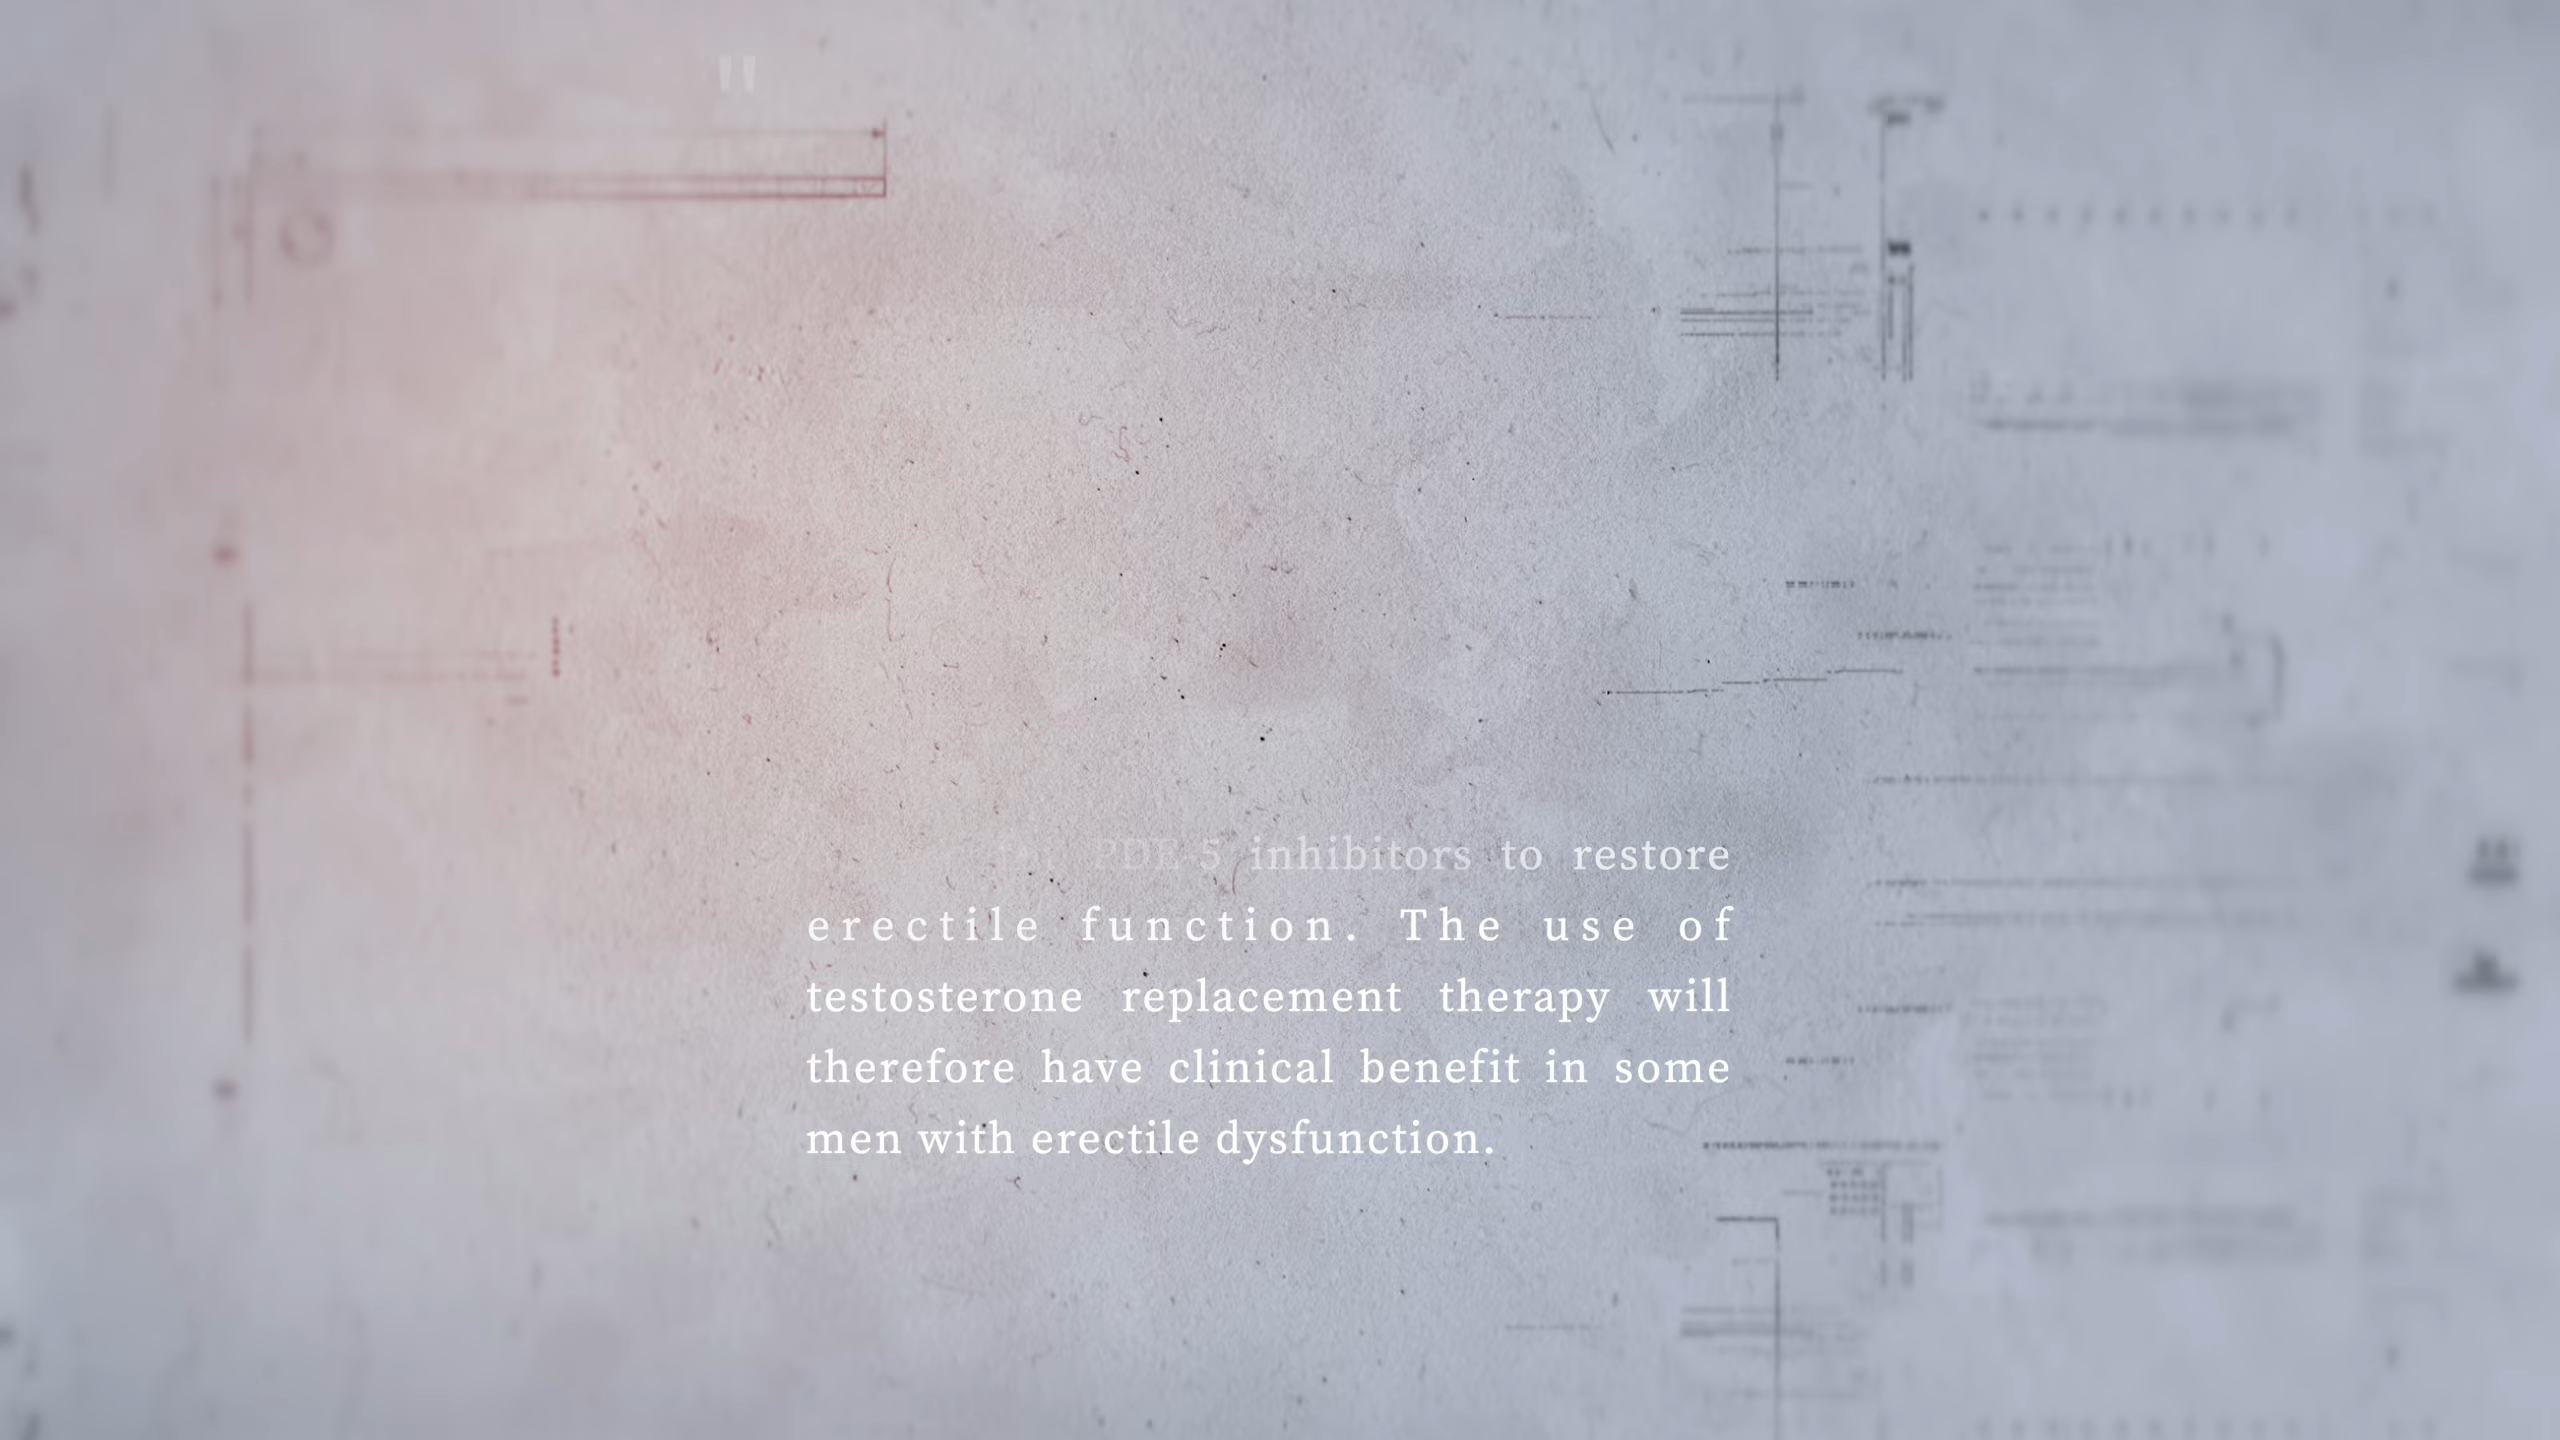 "
for PDE 5 inhibitors to restore
erectile function. The use of
testosterone replacement therapy will
therefore have clinical benefit in some
men with erectile dysfunction.